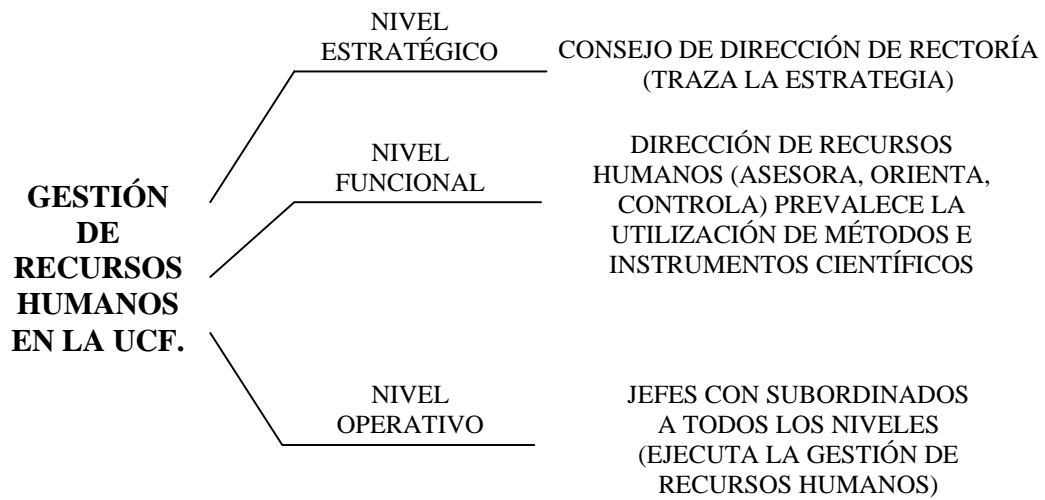 GESTIÓN
DE
RECURSOS
HUMANOS
EN LA UCF.
NIVEL
ESTRATÉGICO
CONSEJO DE DIRECCIÓN DE RECTORÍA
(TRAZA LA ESTRATEGIA)
NIVEL
FUNCIONAL
DIRECCIÓN DE RECURSOS
HUMANOS (ASESORA, ORIENTA,
CONTROLA) PREVALECE LA
UTILIZACIÓN DE MÉTODOS E
INSTRUMENTOS CIENTÍFICOS
NIVEL
OPERATIVO
JEFES CON SUBORDINADOS
A TODOS LOS NIVELES
(EJECUTA LA GESTIÓN DE
RECURSOS HUMANOS)